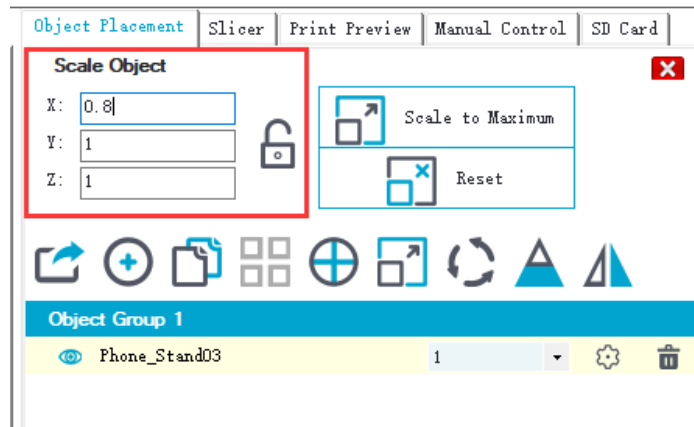 Object Placement Slicer Print Preview Manual Control SD Card
Scale Object
X: 0.8
Scale to Maximum
Y: 1
Z: 1
Reset
Object Group 1
Phone_Stand03 1